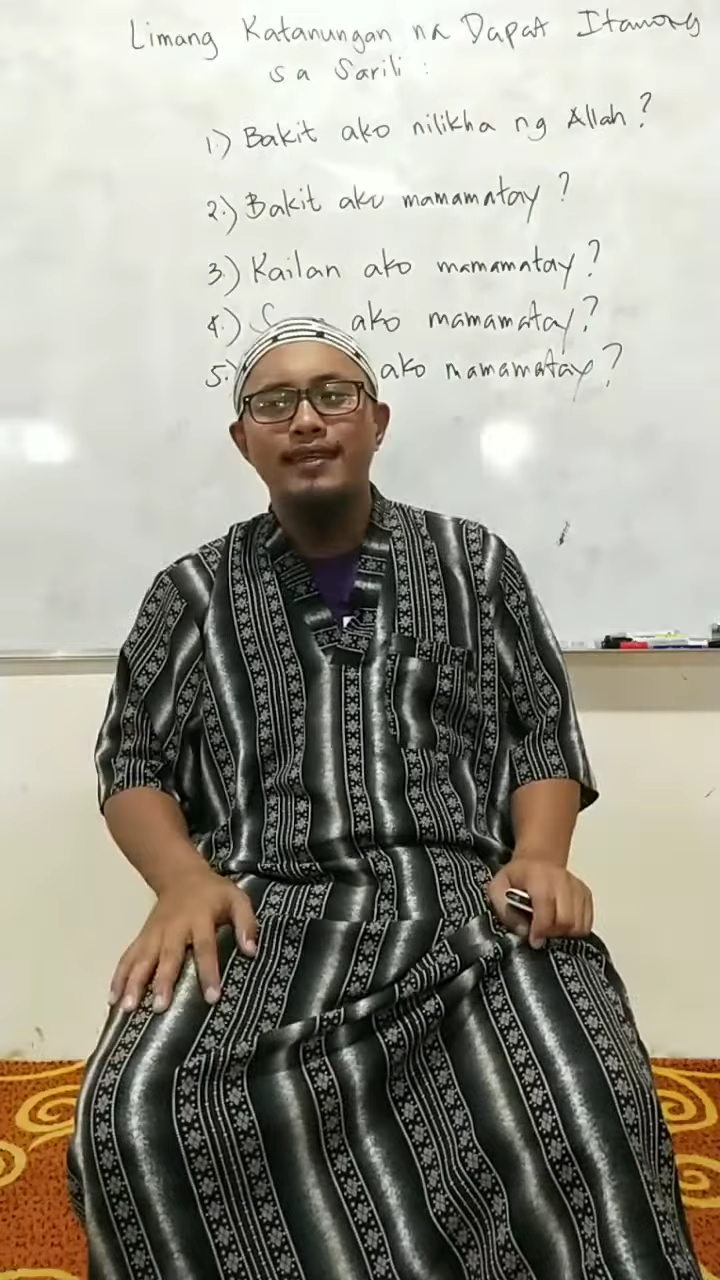 Limang Katanungan na Dapat Itanong
sa Sarili :
1.) Bakit ako nilikha ng Allah ?
2.) Bakit ako mamamatay ?
3.) Kailan ako mamamatay ?
4.) ako mamamatay ?
5.) ako mamamatay ?